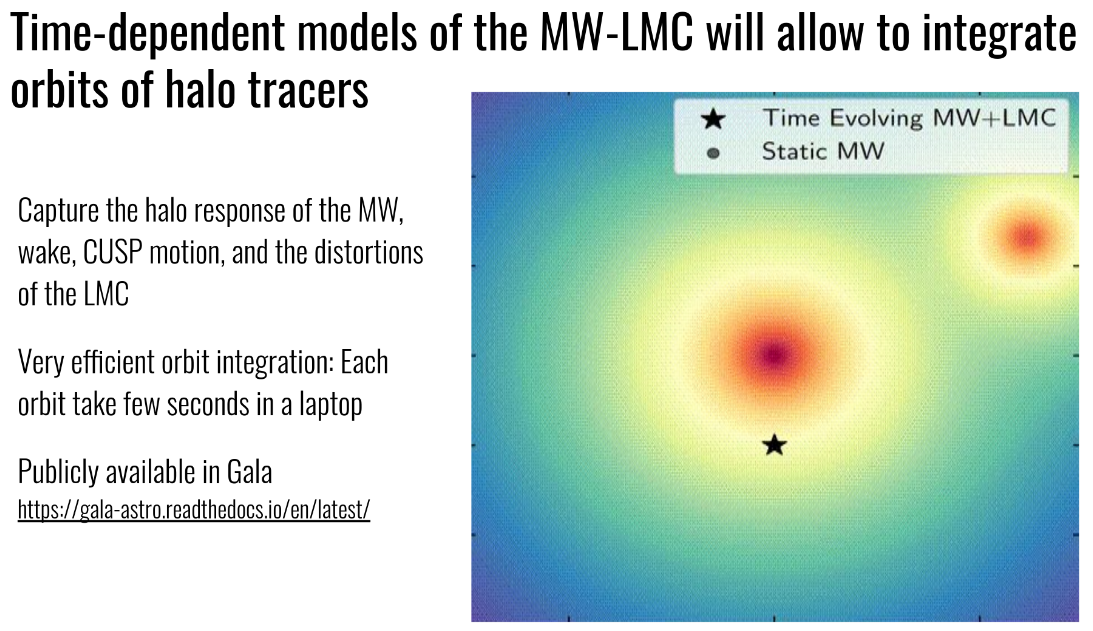 Time-dependent models of the MW-LMC will allow to integrate
orbits of halo tracers
Capture the halo response of the MW,
wake, CUSP motion, and the distortions
of the LMC
Very efficient orbit integration: Each
orbit take few seconds in a laptop
Publicly available in Gala
https://gala-astro.readthedocs.io/en/latest/
Time Evolving MW+LMC
Static MW